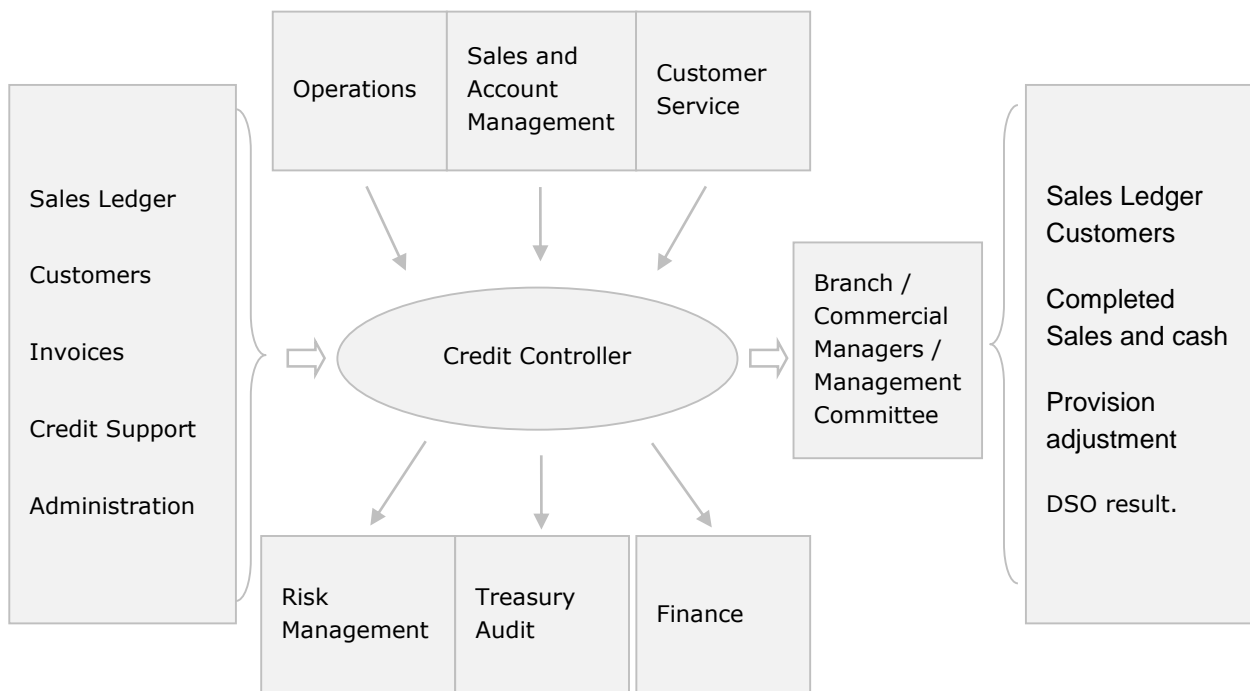 Operations
Sales and
Account
Management
Customer
Service
Sales Ledger
Customers
Invoices
Credit Support
Administration
Credit Controller
Branch /
Commercial
Managers /
Management
Committee
Sales Ledger
Customers
Completed
Sales and cash
Provision
adjustment
DSO result.
Risk
Management
Treasury
Audit
Finance